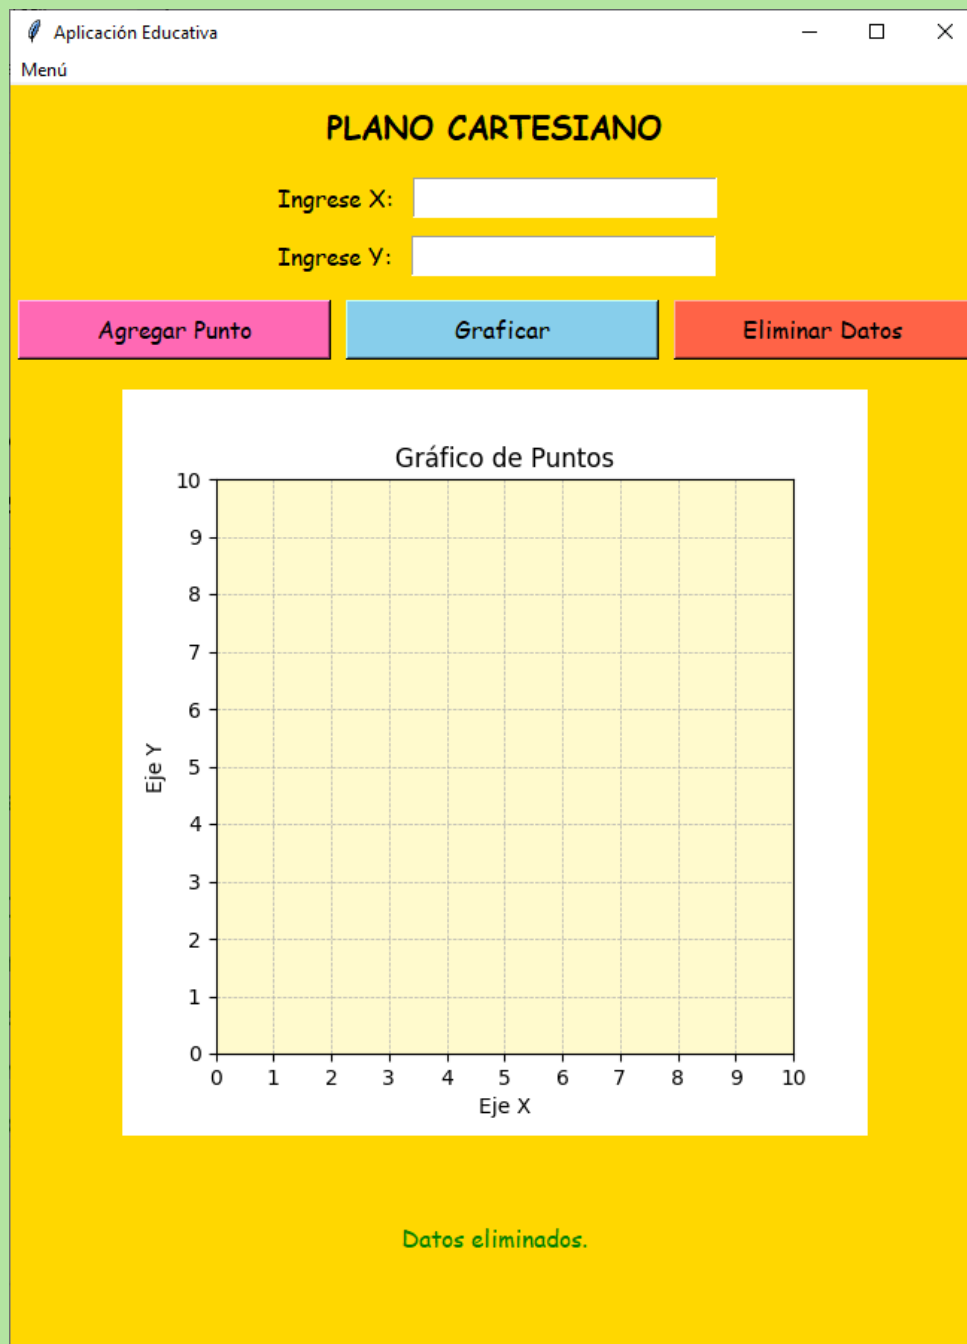 Aplicación Educativa
Menú
PLANO CARTESIANO
Ingrese X:
Ingrese Y:
Agregar Punto Graficar Eliminar Datos
Gráfico de Puntos
10
9
8
7
6
5
4
3
2
1
0
Eje Y
0 1 2 3 4 5 6 7 8 9 10
Eje X
Datos eliminados.